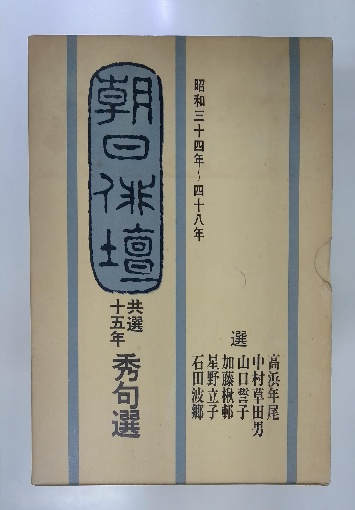 昭和三十四年〜四十八年
朝日俳壇
共選
十五年
秀句選
選
高浜年尾
中村草田男
山口誓子
加藤楸邨
星野立子
石田波郷